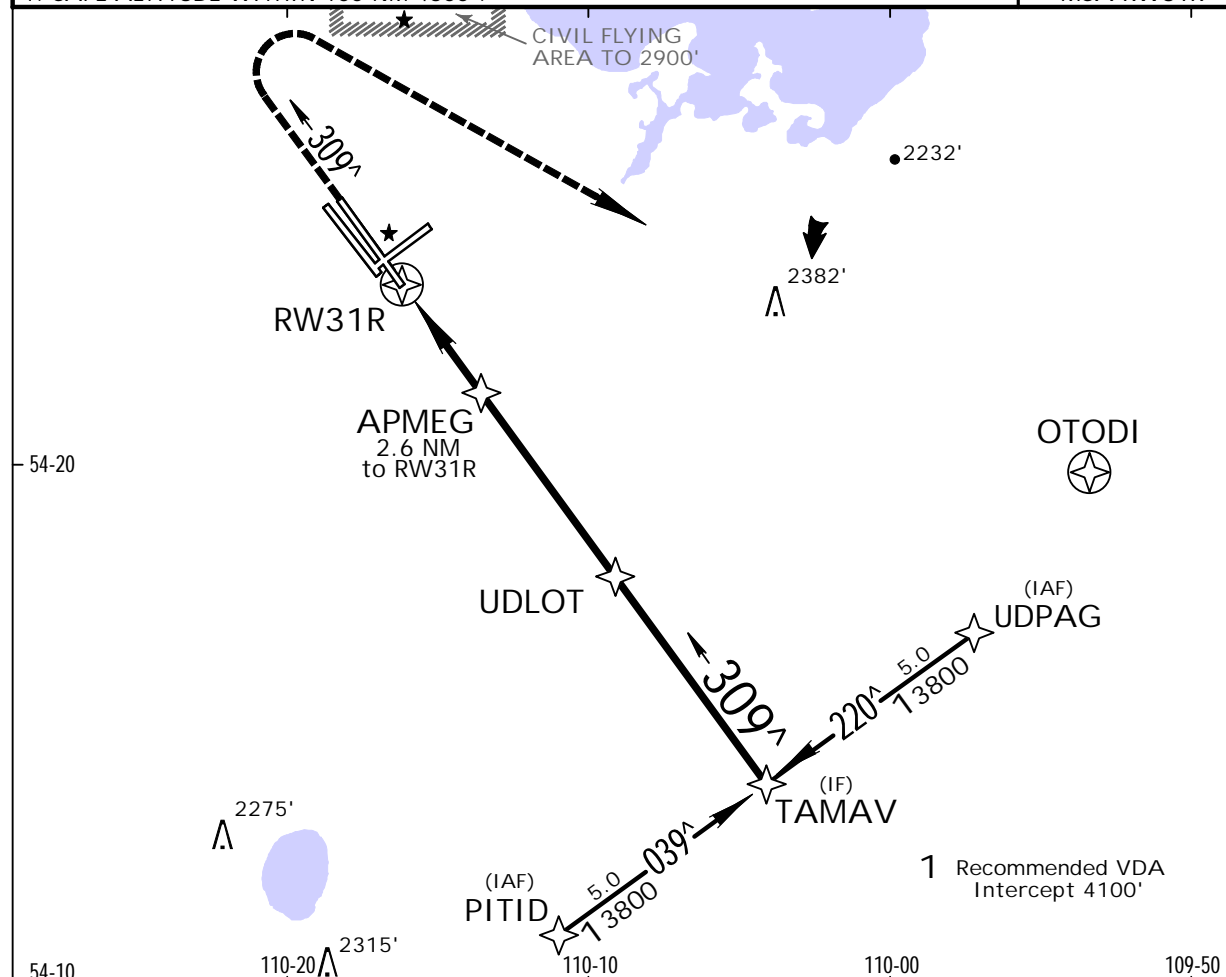 CIVIL FLYING
AREA TO 2900'
309^
2232'
2382'
RW31R
APMEG
2.6 NM
to RW31R
OTODI
54-20
UDLOT
(IAF)
UDPAG
5.0
1 3800
220^
309^
(IF)
TAMAV
2275'
039^
1 Recommended VDA
Intercept 4100'
(IAF)
PITID
5.0
1 3800
2315'
54-10
110-20
110-10
110-00
109-50